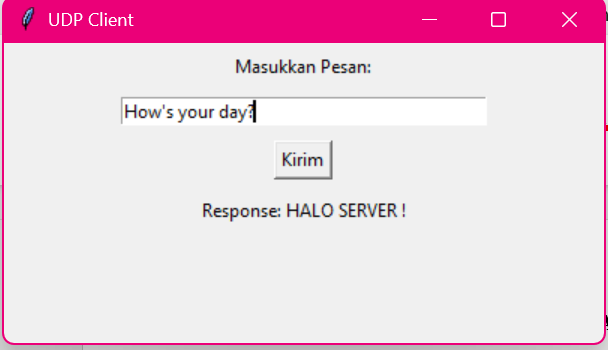 UDP Client
Masukkan Pesan:
How's your day?
Kirim
Response: HALO SERVER !